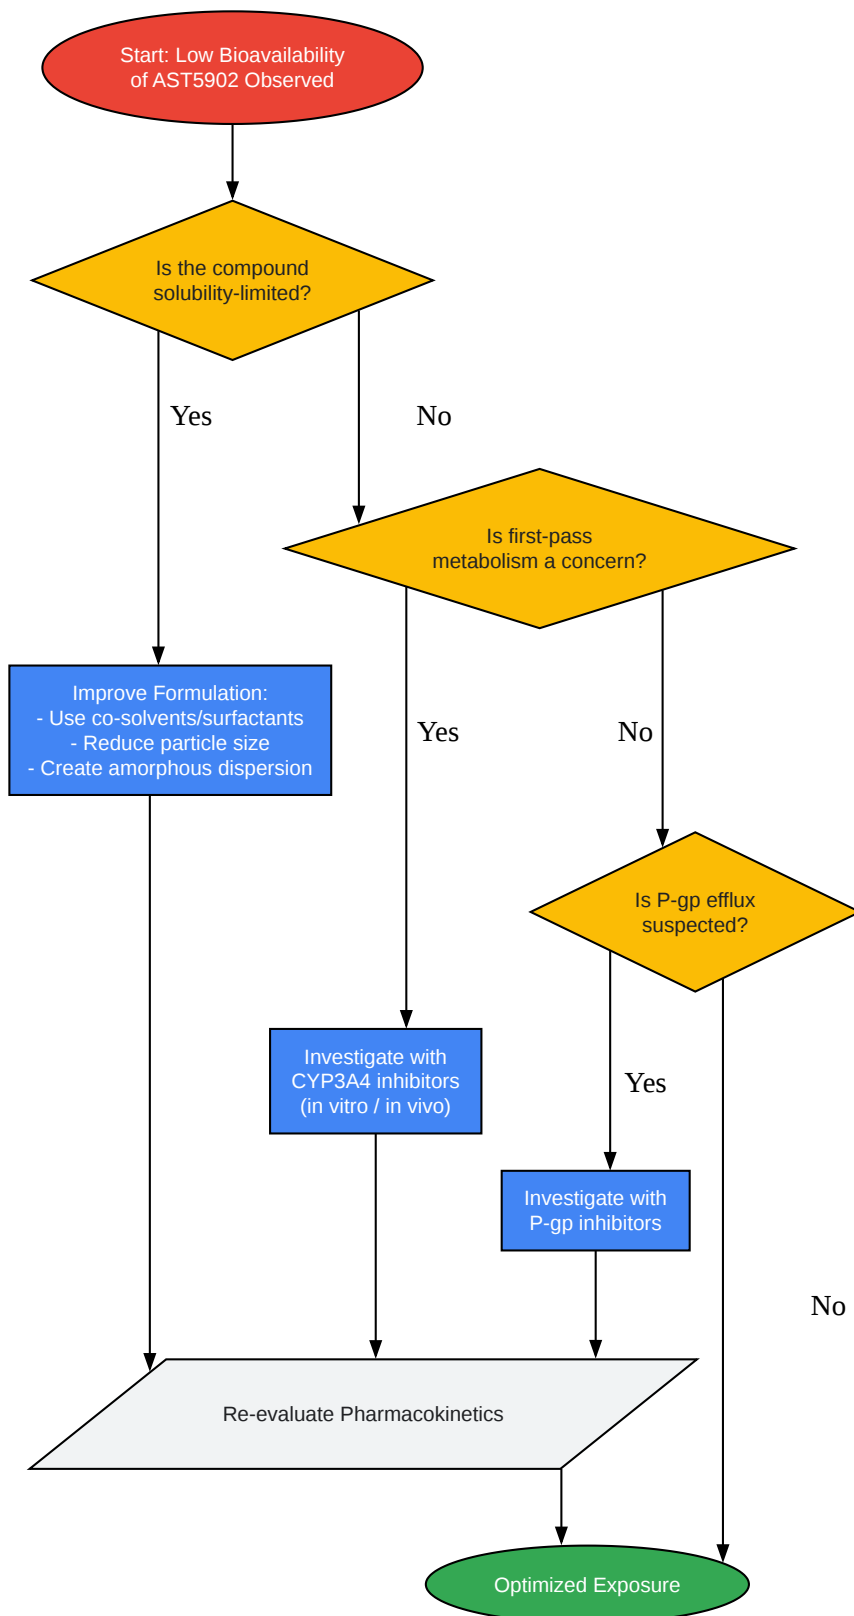 Start: Low Bioavailability
of AST5902 Observed
Is the compound
solubility-limited?
Yes
No
Is first-pass
metabolism a concern?
Improve Formulation:
- Use co-solvents/surfactants
- Reduce particle size
- Create amorphous dispersion
Yes
No
Is P-gp efflux
suspected?
Investigate with
CYP3A4 inhibitors
(in vitro / in vivo)
Yes
Investigate with
P-gp inhibitors
No
Re-evaluate Pharmacokinetics
Optimized Exposure